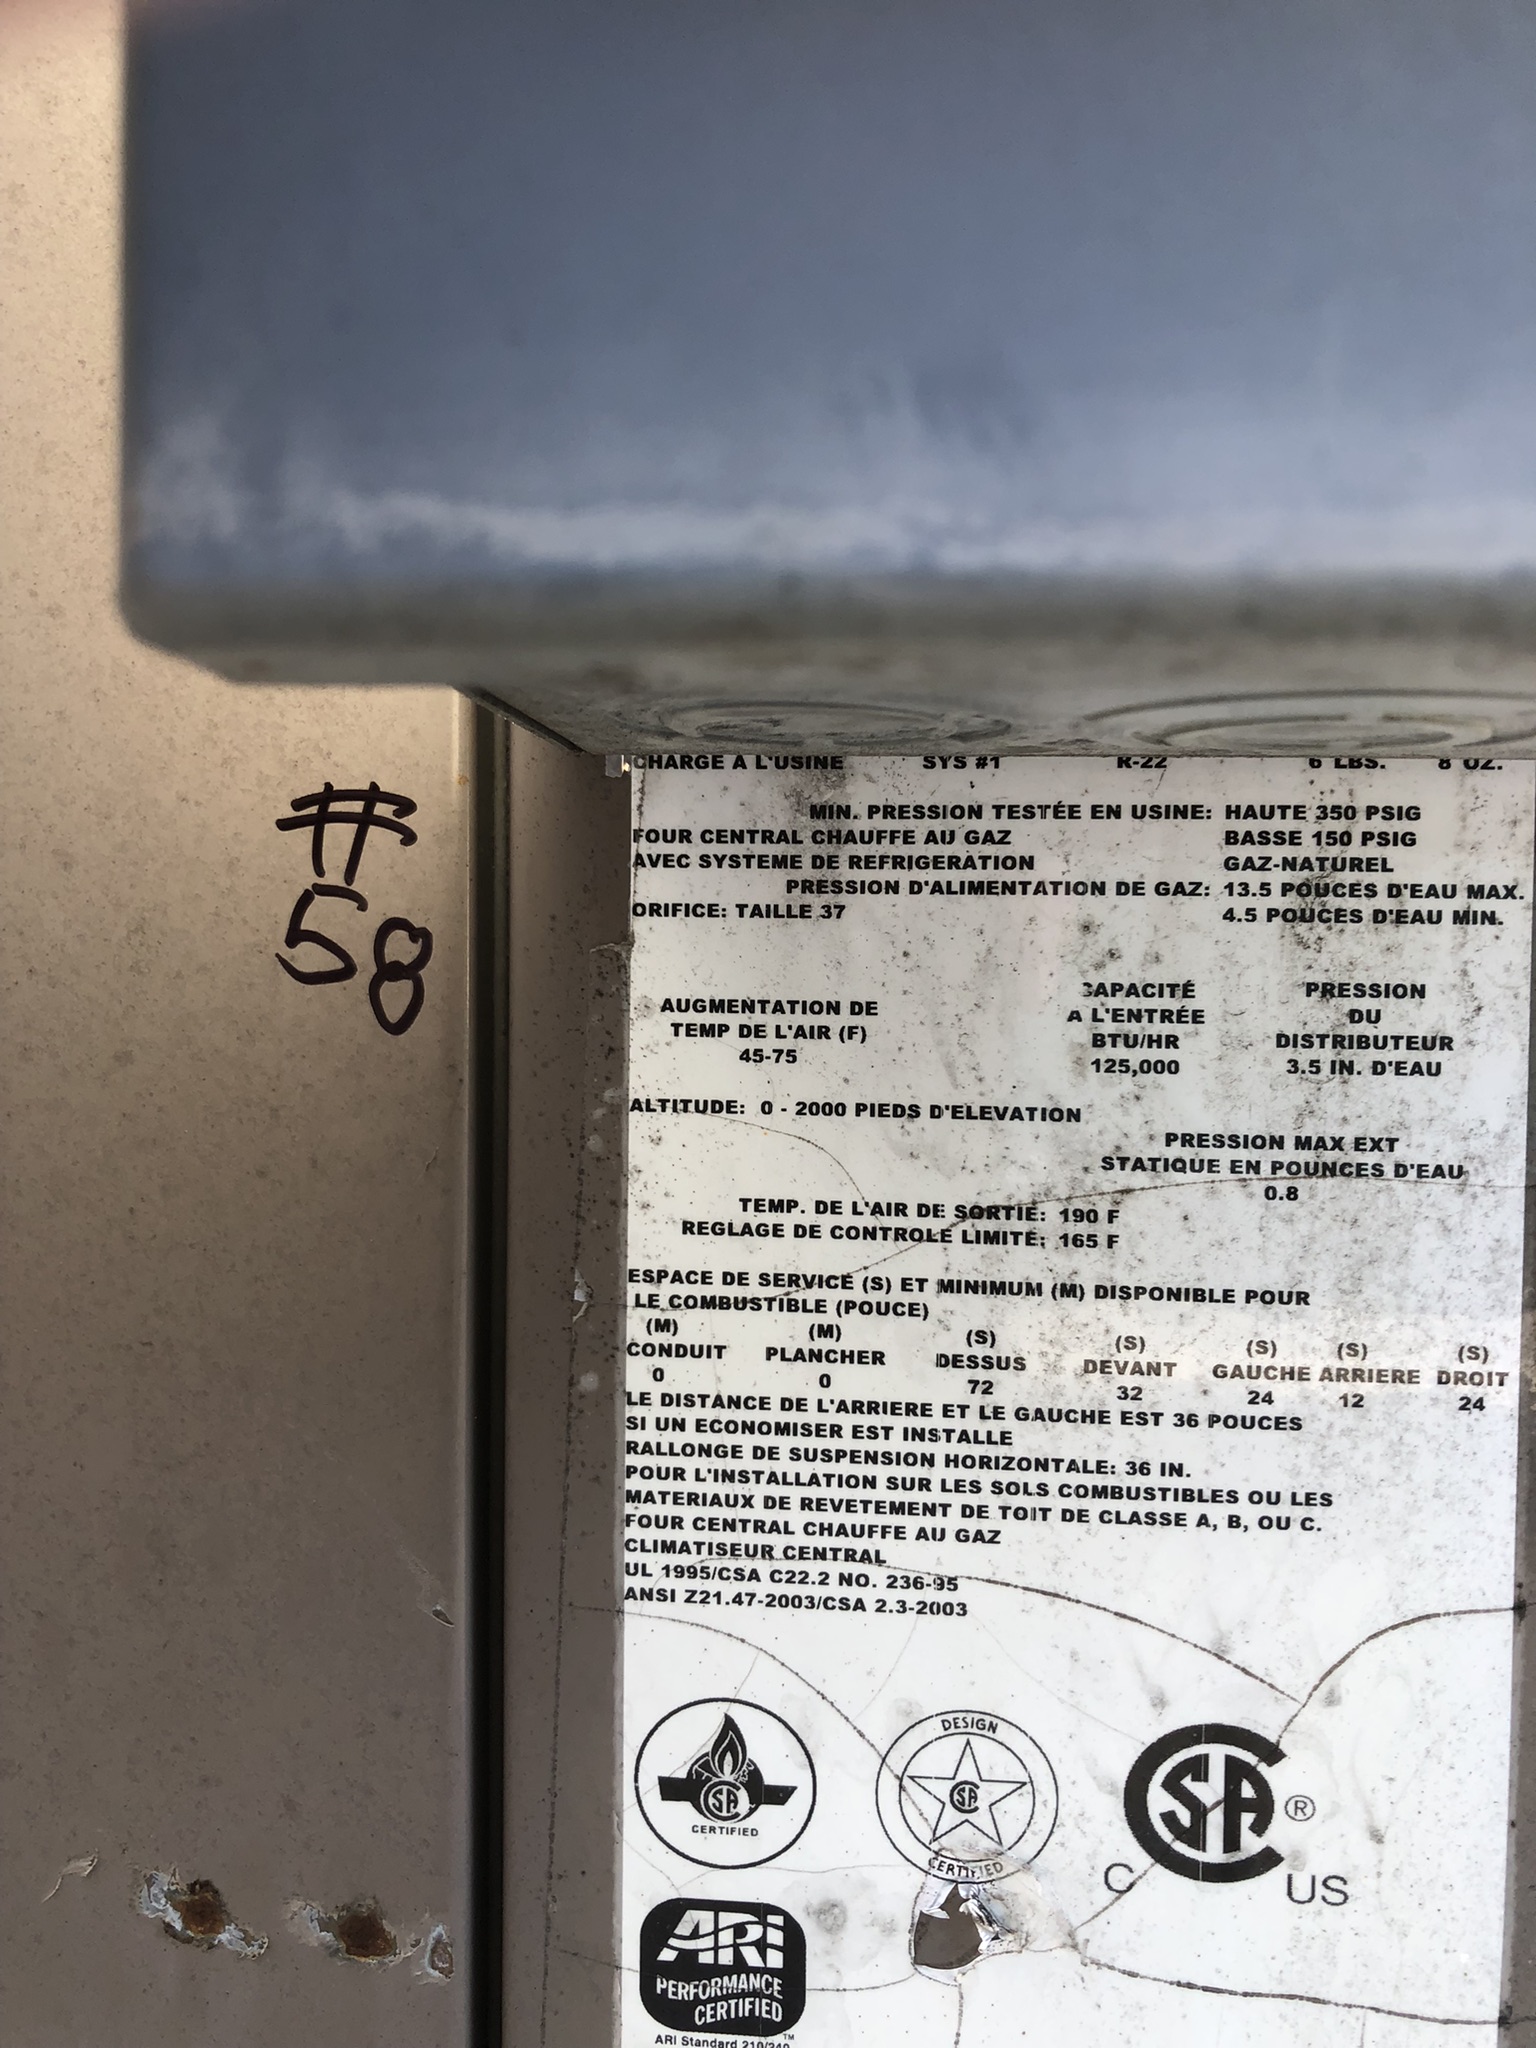 #
58
CHARGE A L'USINE SYS #1 R-22 6 LBS. 8 OZ.
MIN. PRESSION TESTÉE EN USINE: HAUTE 350 PSIG
FOUR CENTRAL CHAUFFE AU GAZ BASSE 150 PSIG
AVEC SYSTEME DE REFRIGERATION GAZ-NATUREL
PRESSION D'ALIMENTATION DE GAZ: 13.5 POUCES D'EAU MAX.
ORIFICE: TAILLE 37 4.5 POUCES D'EAU MIN.
AUGMENTATION DE CAPACITÉ PRESSION
TEMP DE L'AIR (F) A L'ENTRÉE DU
45-75 BTU/HR DISTRIBUTEUR
125,000 3.5 IN. D'EAU
ALTITUDE: 0 - 2000 PIEDS D'ELEVATION
PRESSION MAX EXT
STATIQUE EN POUNCES D'EAU
0.8
TEMP. DE L'AIR DE SORTIE: 190 F
REGLAGE DE CONTROLE LIMITE: 165 F
ESPACE DE SERVICE (S) ET MINIMUM (M) DISPONIBLE POUR
LE COMBUSTIBLE (POUCE)
(M) (M) (S) (S) (S) (S) (S)
CONDUIT PLANCHER DESSUS DEVANT GAUCHE ARRIERE DROIT
0 0 72 32 24 12 24
LE DISTANCE DE L'ARRIERE ET LE GAUCHE EST 36 POUCES
SI UN ECONOMISER EST INSTALLE
RALLONGE DE SUSPENSION HORIZONTALE: 36 IN.
POUR L'INSTALLATION SUR LES SOLS COMBUSTIBLES OU LES
MATERIAUX DE REVETEMENT DE TOIT DE CLASSE A, B, OU C.
FOUR CENTRAL CHAUFFE AU GAZ
CLIMATISEUR CENTRAL
UL 1995/CSA C22.2 NO. 236-95
ANSI Z21.47-2003/CSA 2.3-2003
CSA
CERTIFIED
DESIGN
CSA
CERTIFIED
CSA ®
C US
ARI
PERFORMANCE
CERTIFIED ™
ARI Standard 210/240